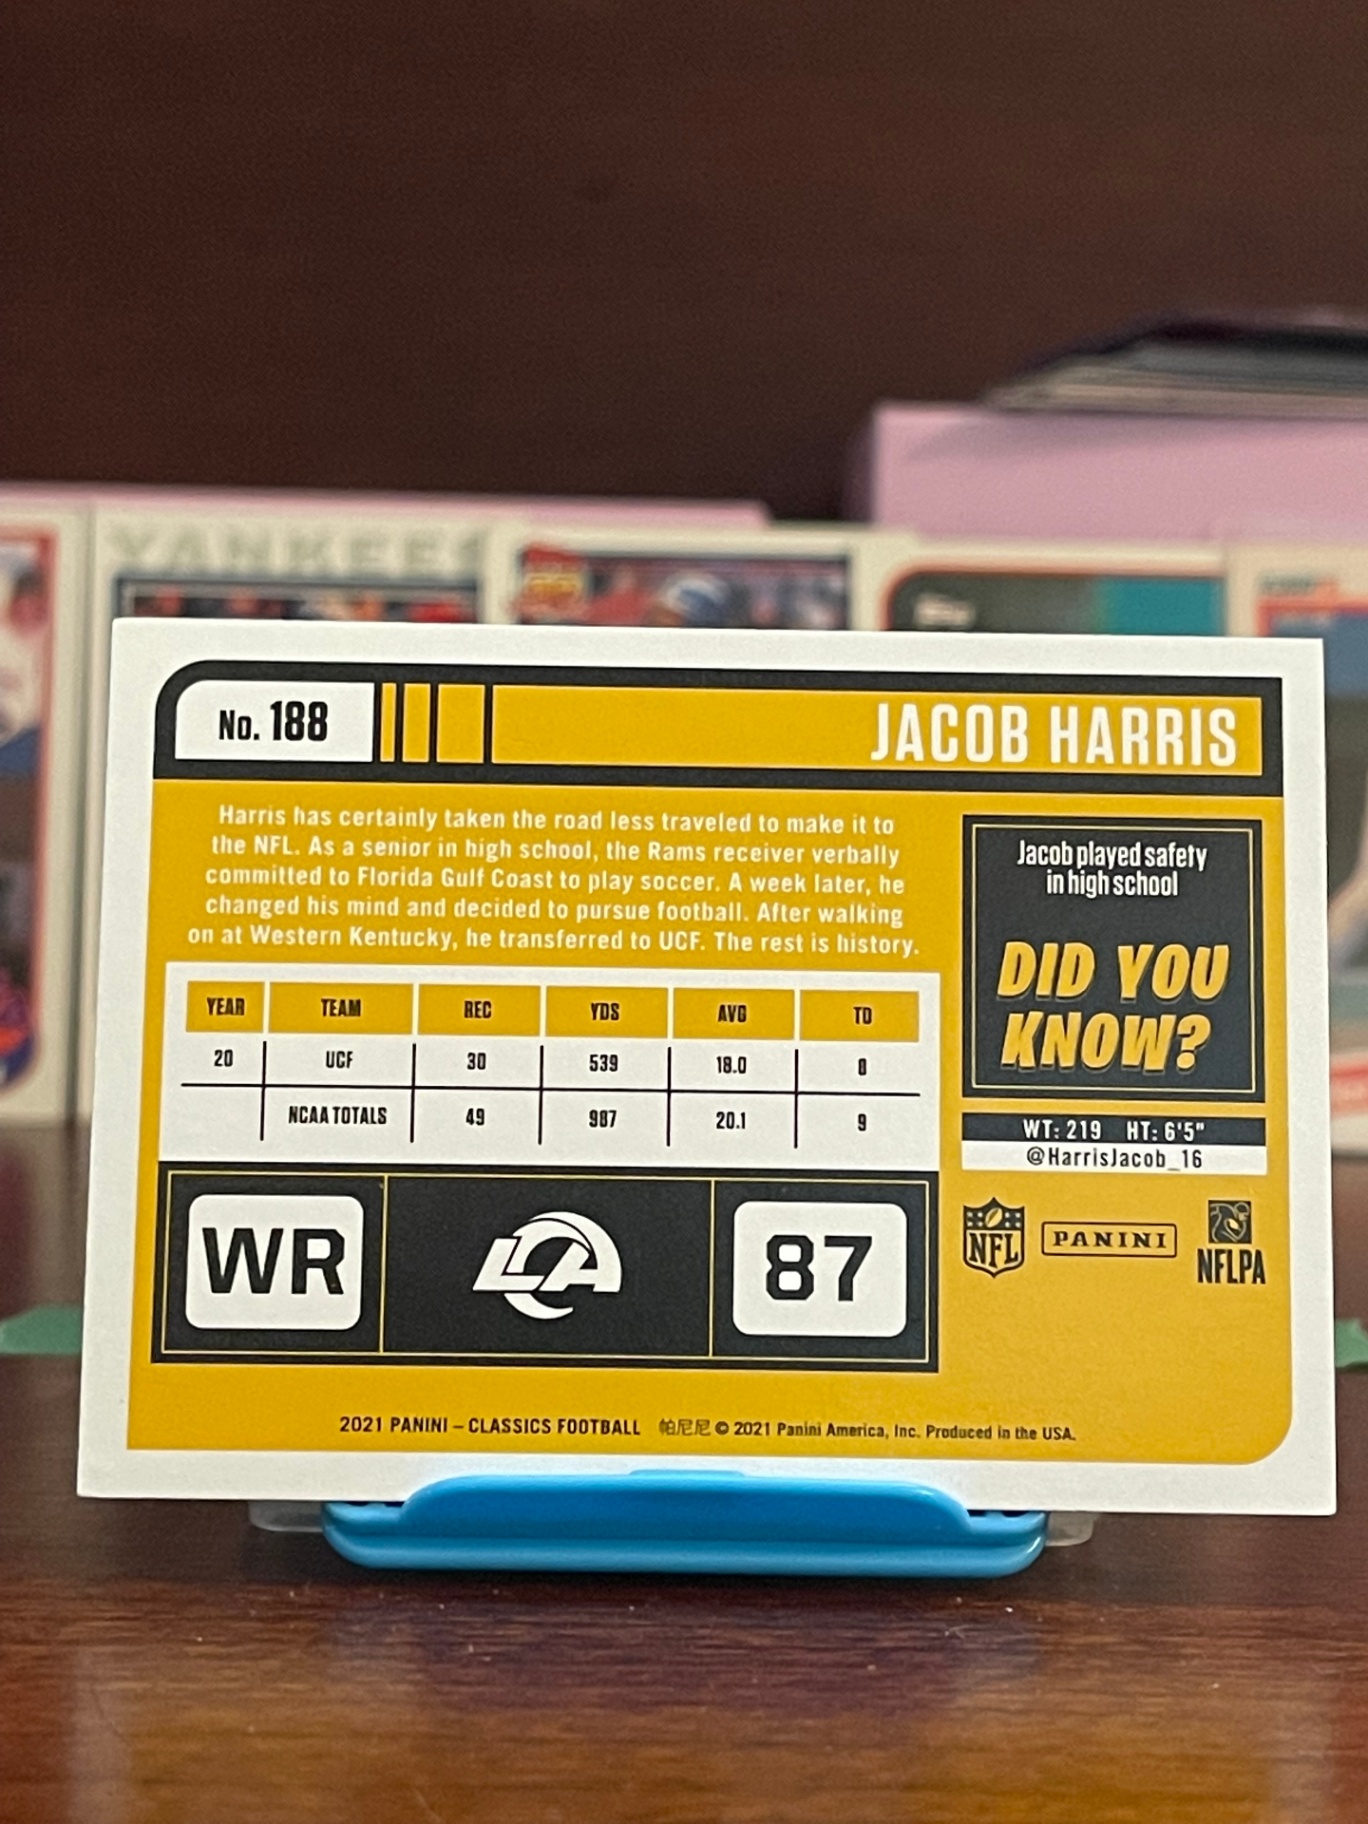 YANKEES
No. 188
JACOB HARRIS
Harris has certainly taken the road less traveled to make it to
the NFL. As a senior in high school, the Rams receiver verbally
committed to Florida Gulf Coast to play soccer. A week later, he
changed his mind and decided to pursue football. After walking
on at Western Kentucky, he transferred to UCF. The rest is history.
Jacob played safety
in high school
DID YOU
KNOW?
YEAR TEAM REC YDS AVG TD
20 UCF 30 539 18.0 8
NCAA TOTALS 49 987 20.1 9
WT: 219 HT: 6'5"
@HarrisJacob_16
WR
LA
87
NFL
PANINI
NFLPA
2021 PANINI – CLASSICS FOOTBALL 帕尼尼 © 2021 Panini America, Inc. Produced in the USA.